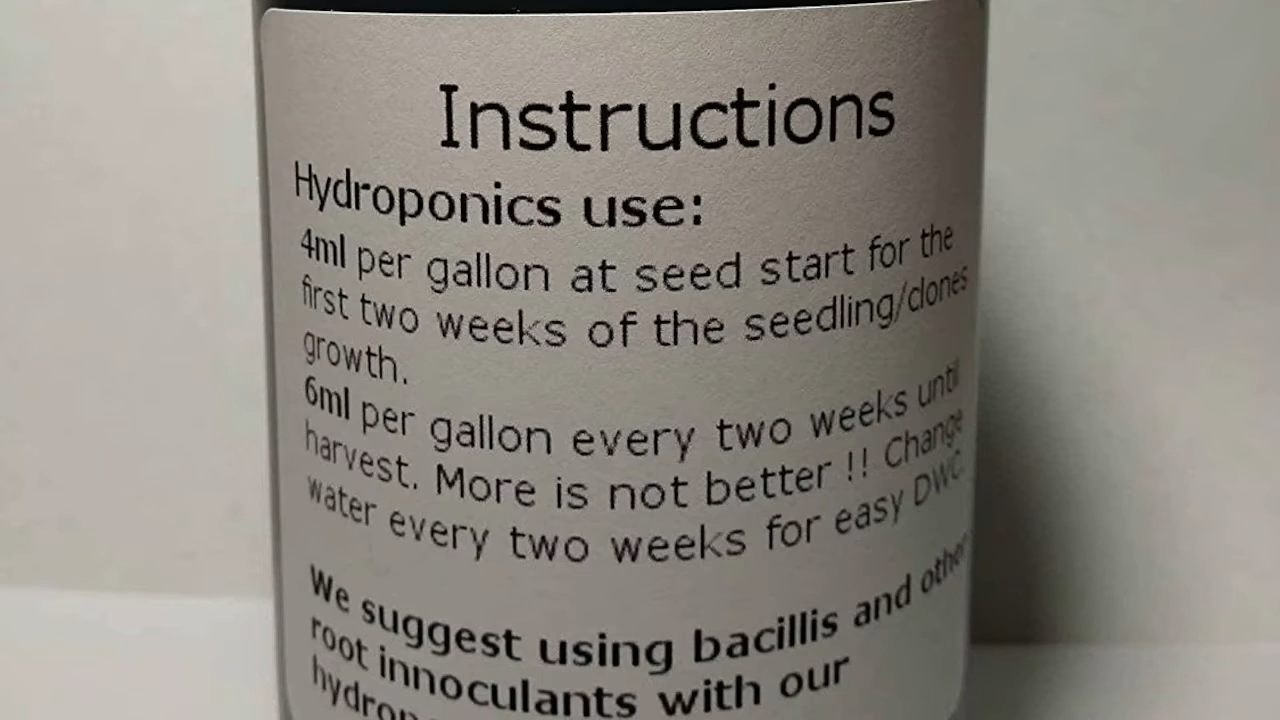 Instructions
Hydroponics use:
4ml per gallon at seed start for the
first two weeks of the seedling/clones
growth.
6ml per gallon every two weeks until
harvest. More is not better !! Change
water every two weeks for easy DWC.
We suggest using bacillis and other
root innoculants with our